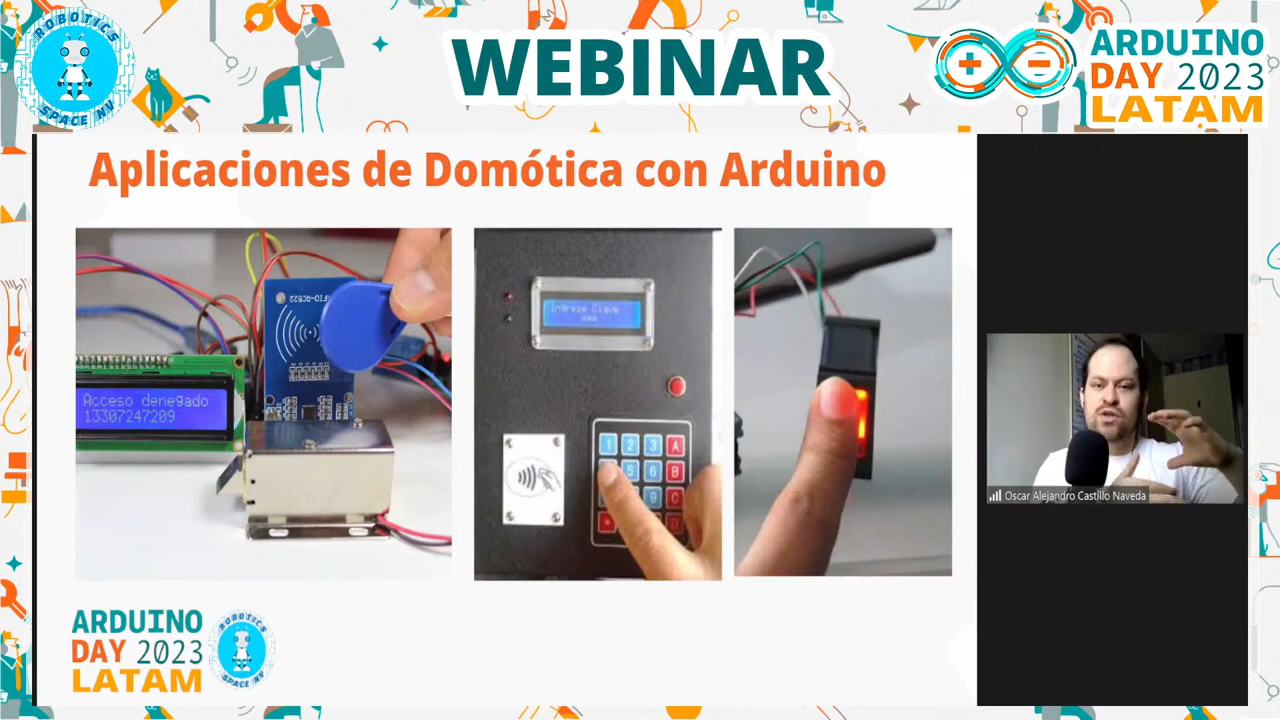 ROBOTICS
SPACE NV
WEBINAR
ARDUINO
DAY 2023
LATAM
Aplicaciones de Domótica con Arduino
Acceso denegado
13307247209
Ingrese Clave
1 2 3 A
5 6 B
9 C
D
Oscar Alejandro Castillo Naveda
ARDUINO
DAY 2023
LATAM
ROBOTICS
SPACE NV